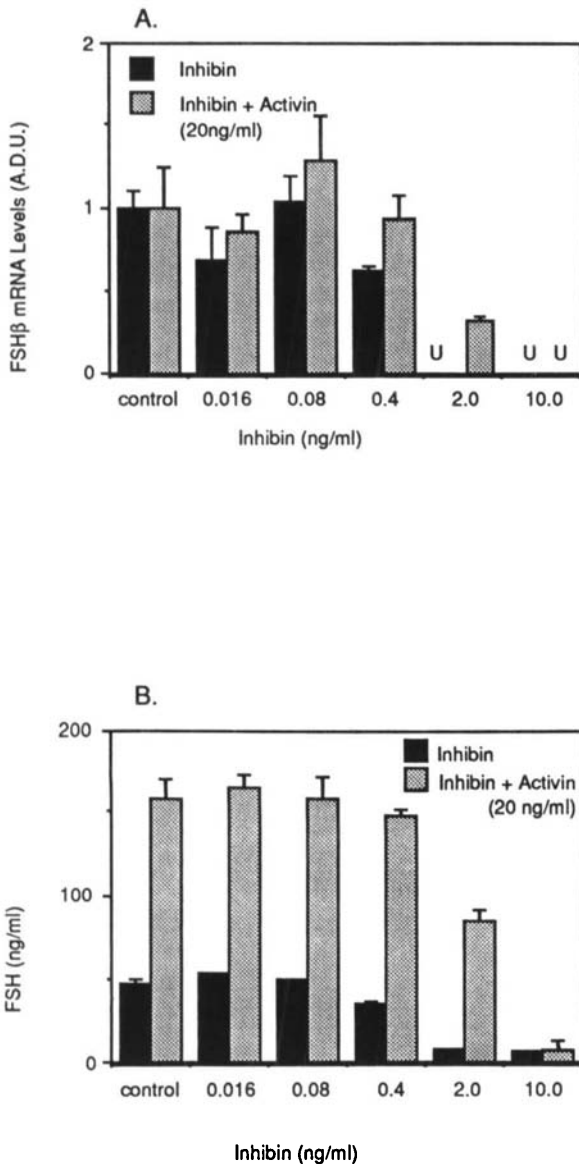 A.
2
Inhibin
Inhibin + Activin
(20ng/ml)
1
FSHβ mRNA Levels (A.D.U.)
U
U
U
0
control 0.016 0.08 0.4 2.0 10.0
Inhibin (ng/ml)
B.
200
Inhibin
Inhibin + Activin
(20 ng/ml)
100
FSH (ng/ml)
0
control 0.016 0.08 0.4 2.0 10.0
Inhibin (ng/ml)